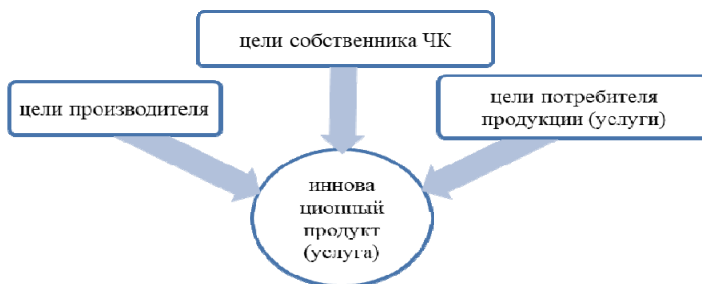 цели собственника ЧК
цели производителя
цели потребителя
продукции (услуги)
иннова
ционный
продукт
(услуга)